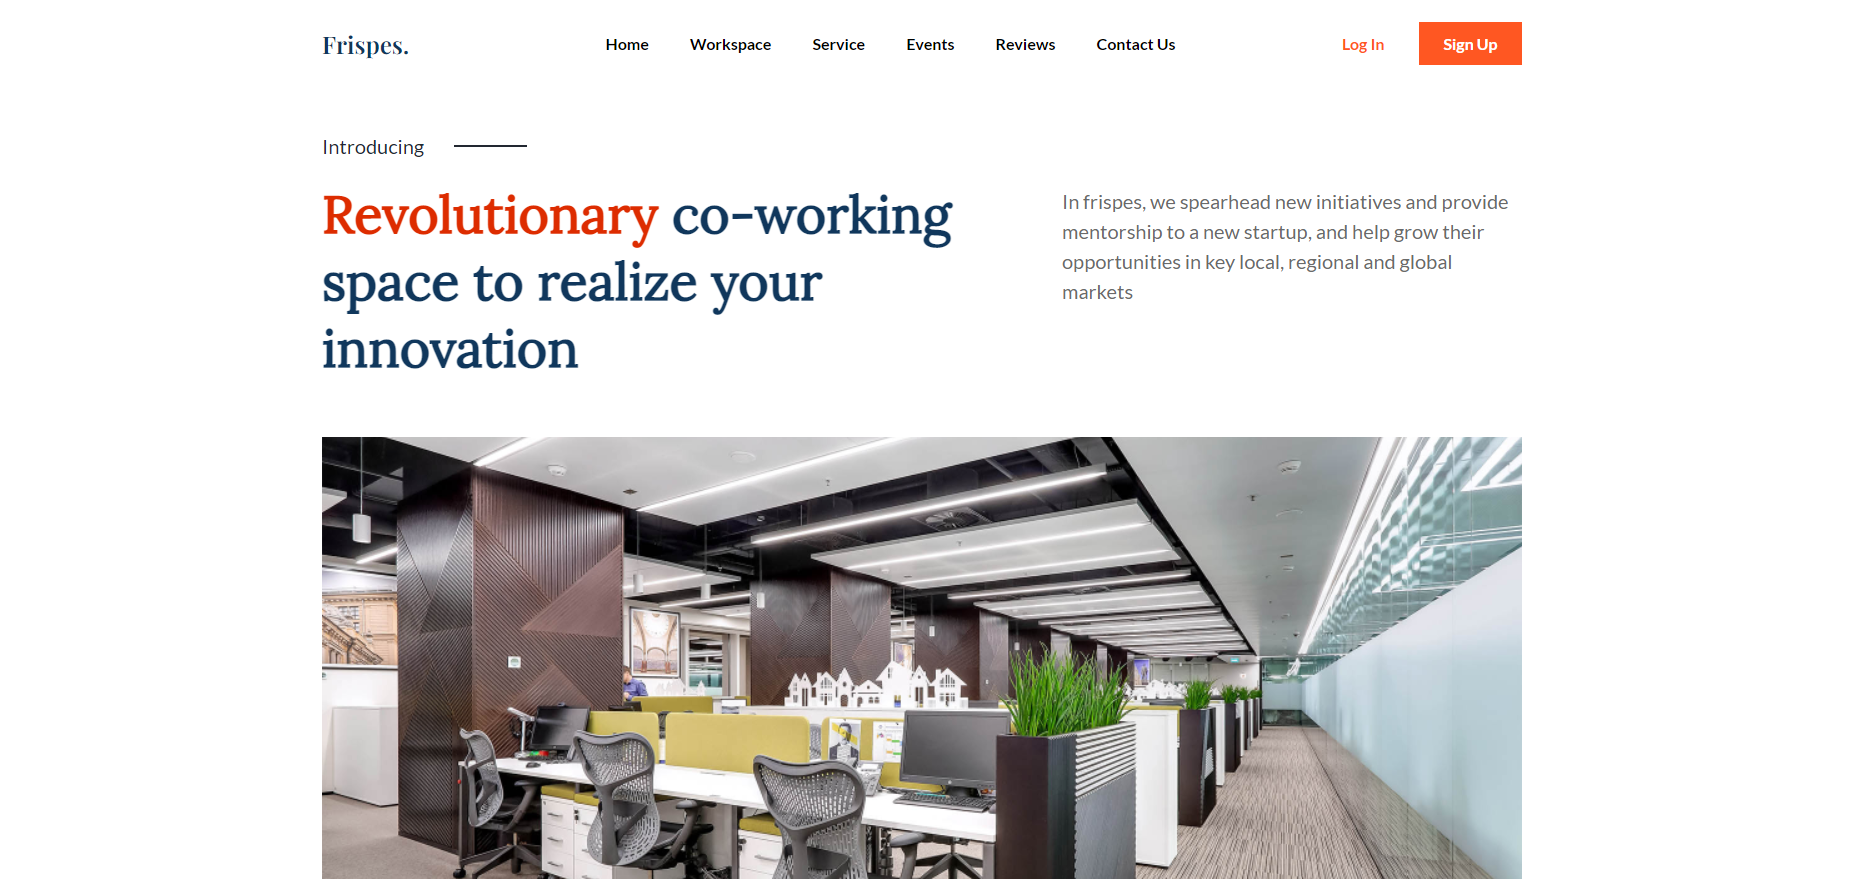 Frispes.
Home Workspace Service Events Reviews Contact Us
Log In Sign Up
Introducing
Revolutionary co-working
space to realize your
innovation
In frispes, we spearhead new initiatives and provide
mentorship to a new startup, and help grow their
opportunities in key local, regional and global
markets